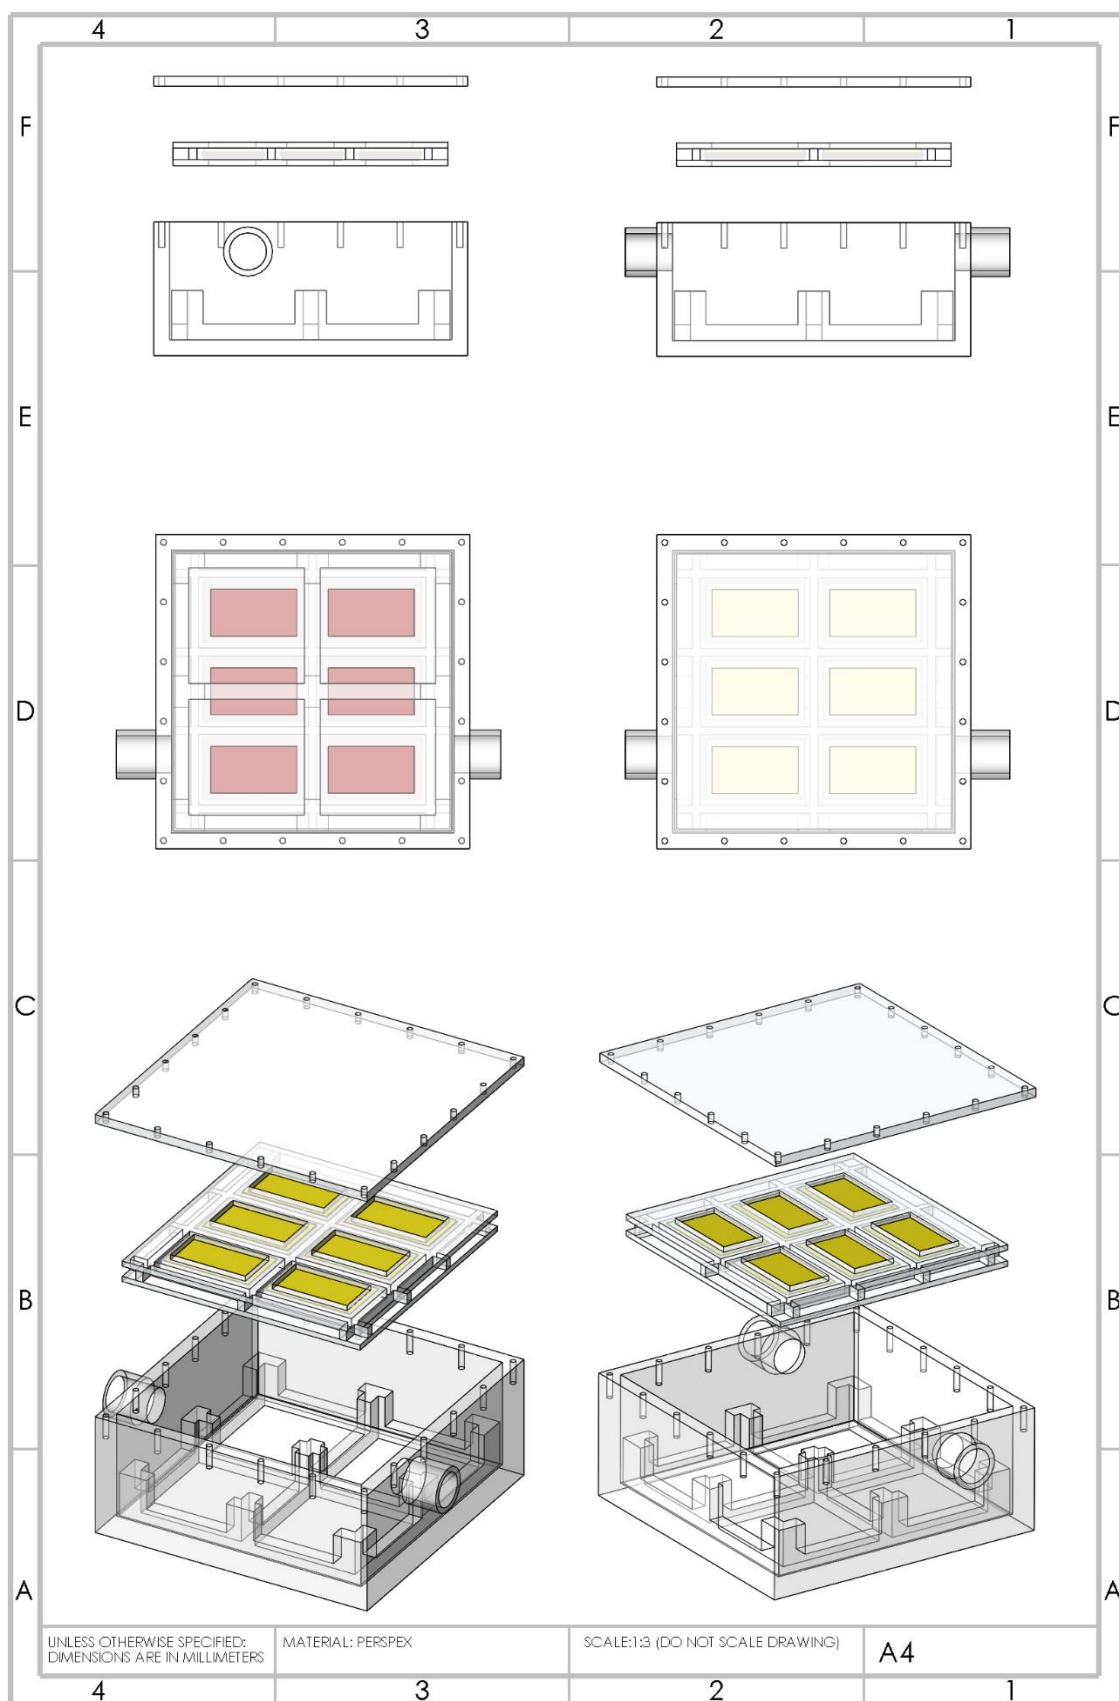 4 3 2 1
F F
E E
D D
C C
B B
A A
UNLESS OTHERWISE SPECIFIED:
DIMENSIONS ARE IN MILLIMETERS
MATERIAL: PERSPEX
SCALE:1:3 (DO NOT SCALE DRAWING)
A4
4 3 2 1